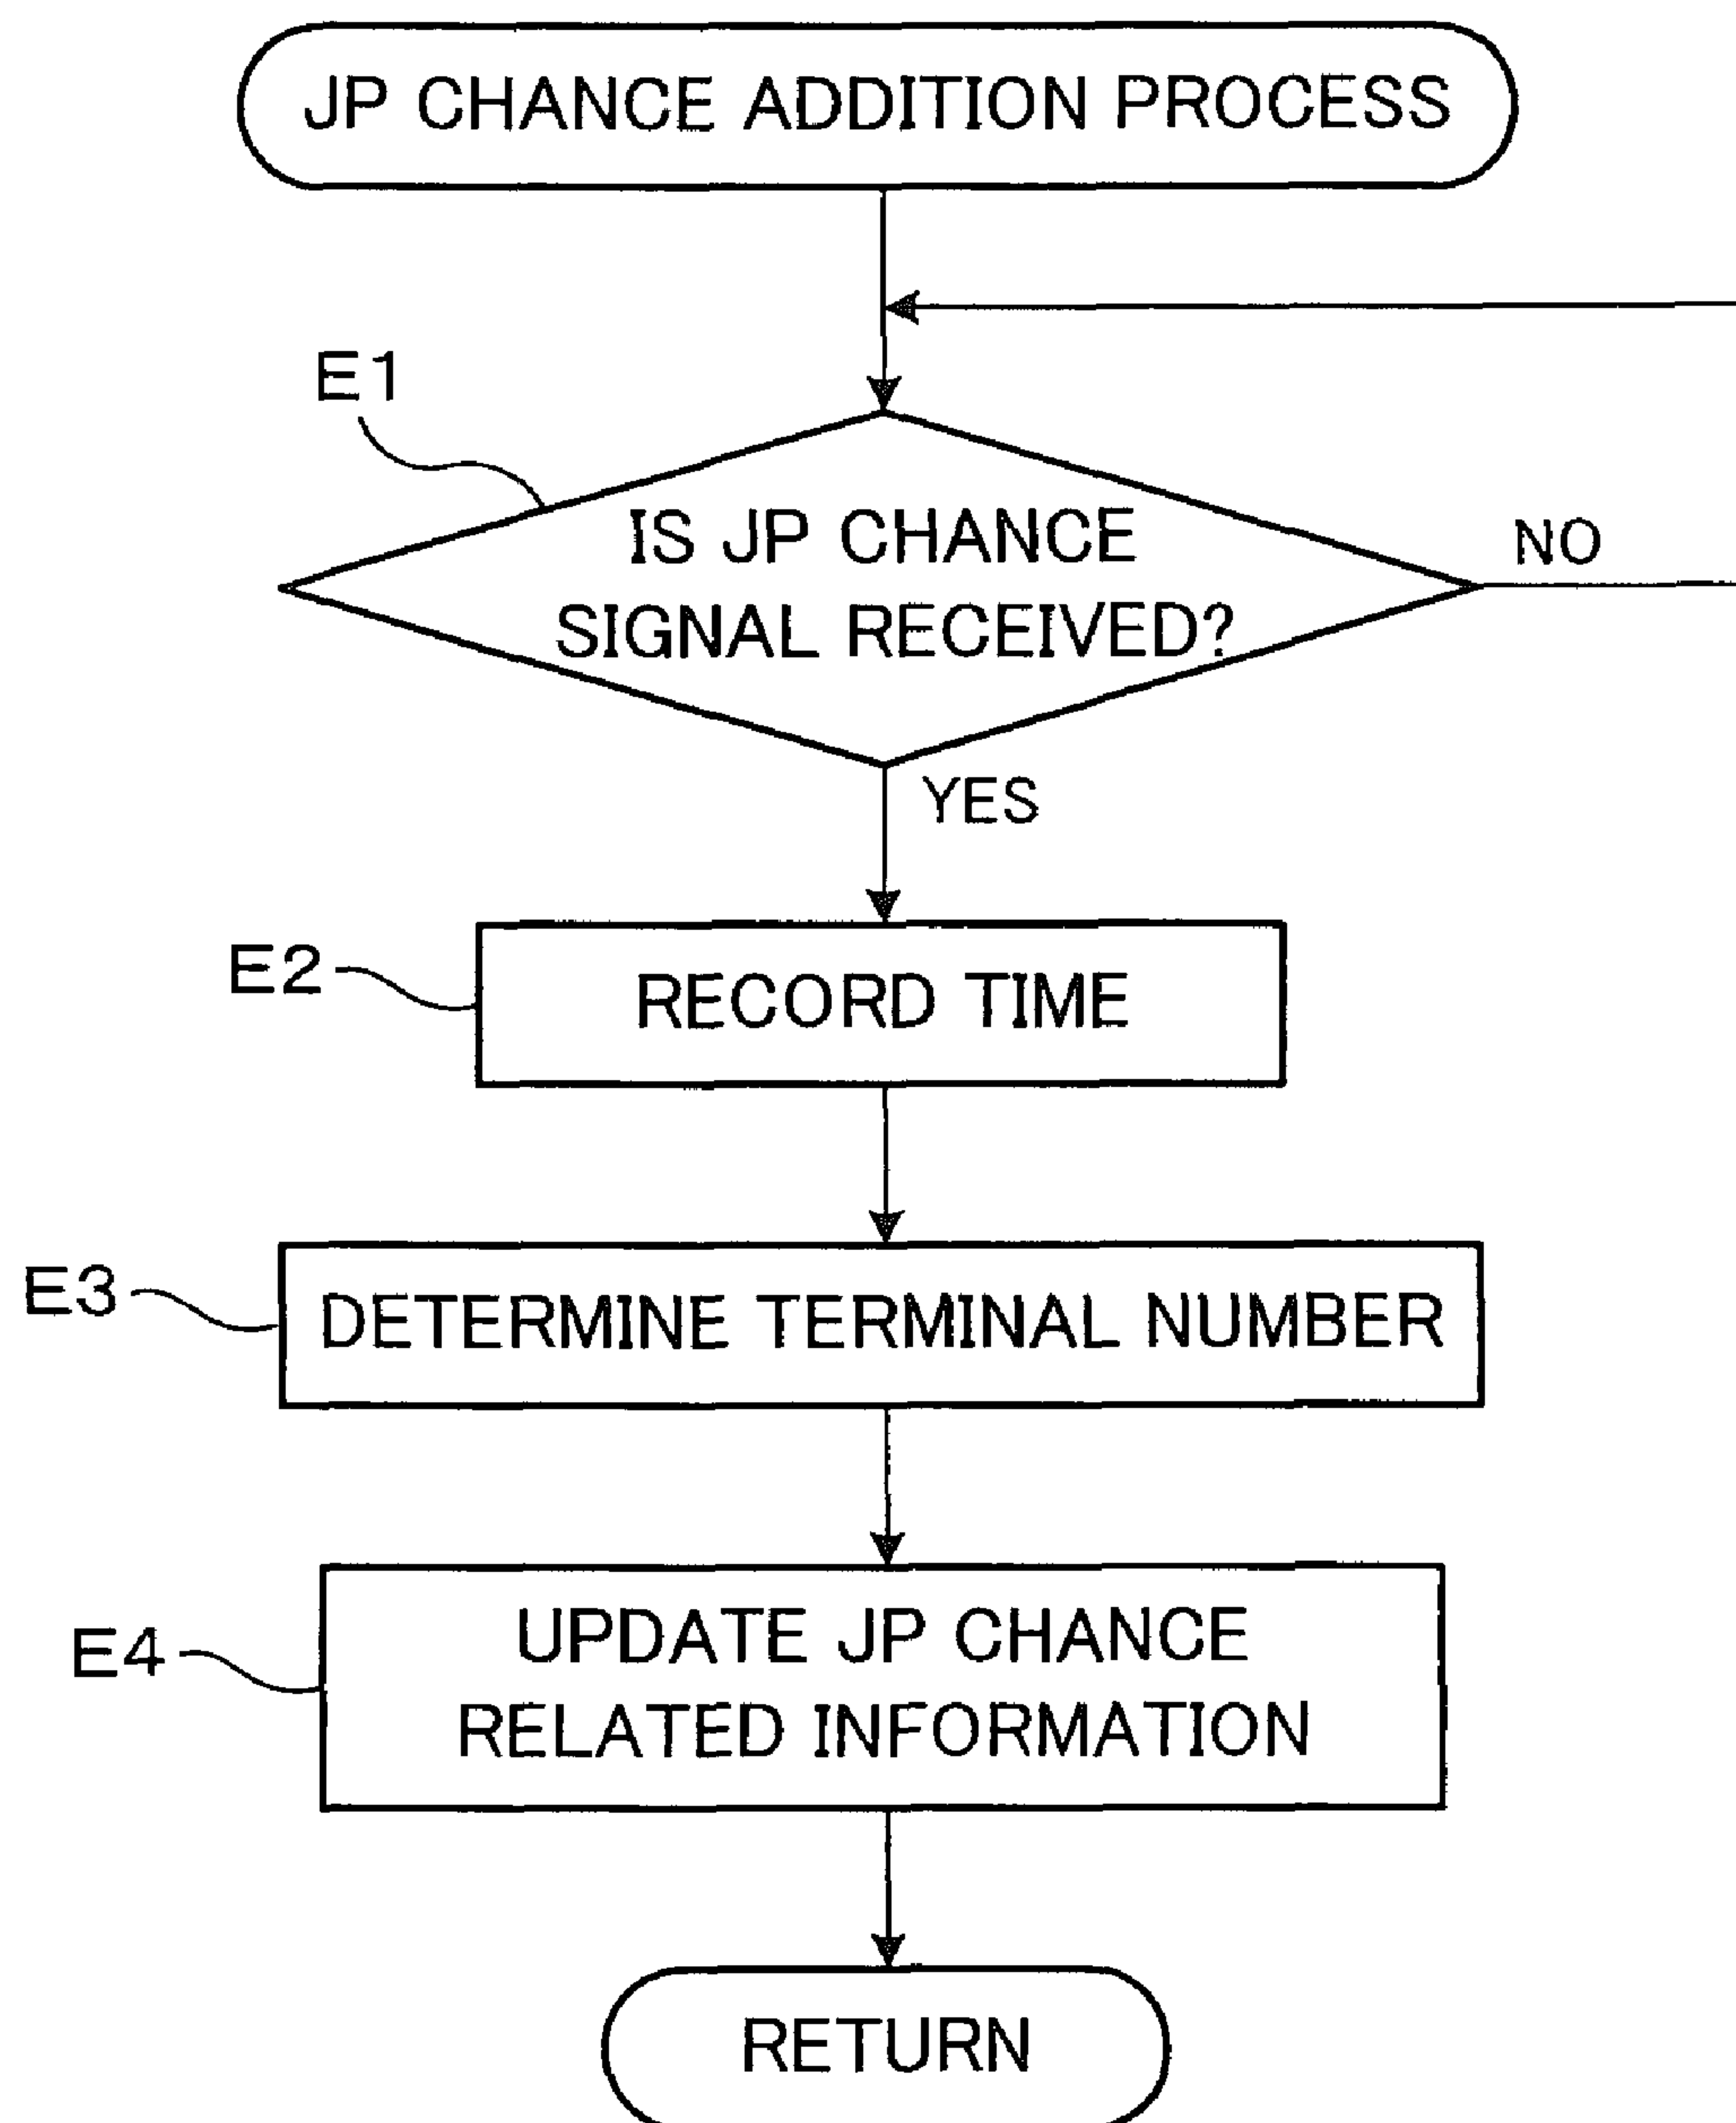 JP CHANCE ADDITION PROCESS
E1
IS JP CHANCE
SIGNAL RECEIVED?
NO
YES
E2
RECORD TIME
E3
DETERMINE TERMINAL NUMBER
E4
UPDATE JP CHANCE
RELATED INFORMATION
RETURN